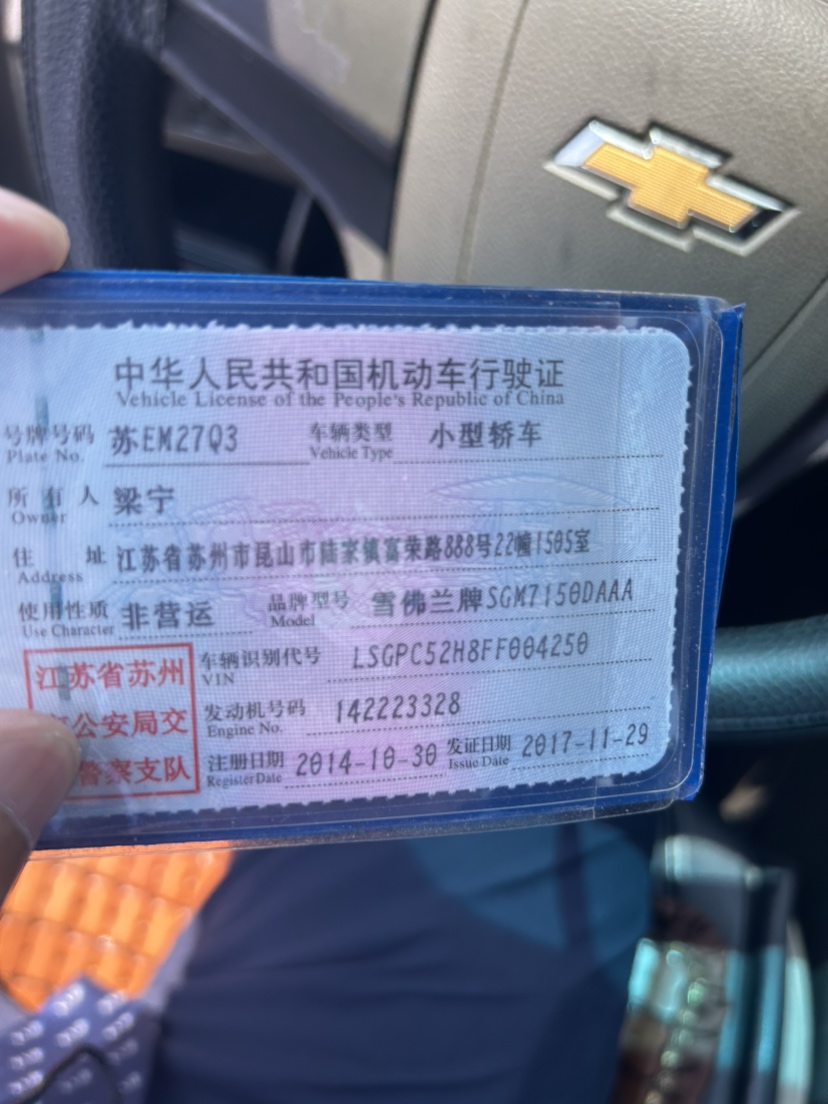 中华人民共和国机动车行驶证
Vehicle License of the People's Republic of China
号牌号码 苏EM27Q3 车辆类型 小型轿车
Plate No. Vehicle Type
所有人 梁宁
Owner
住址 江苏省苏州市昆山市陆家镇富荣路888号22幢1505室
Address
使用性质 非营运 品牌型号 雪佛兰牌SGM7150DAAA
Use Character Model
江苏省苏州
公安局交
警察支队
车辆识别代号 LSGPC52H8FF004250
VIN
发动机号码 142223328
Engine No.
注册日期 2014-10-30 发证日期 2017-11-29
Register Date Issue Date